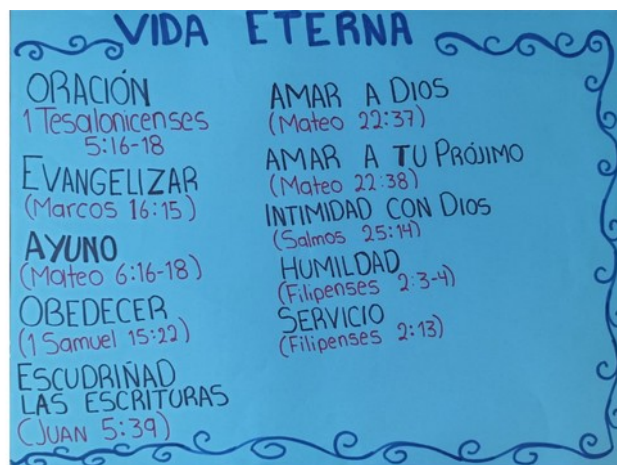 VIDA ETERNA
ORACIÓN
1 Tesalonicenses
5:16-18
EVANGELIZAR
(Marcos 16:15)
AYUNO
(Mateo 6:16-18)
OBEDECER
(1 Samuel 15:22)
ESCUDRIÑAD
LAS ESCRITURAS
(JUAN 5:39)
AMAR A DIOS
(Mateo 22:37)
AMAR A TU PRÓJIMO
(Mateo 22:38)
INTIMIDAD CON DIOS
(Salmos 25:14)
HUMILDAD
(Filipenses 2:3-4)
SERVICIO
(Filipenses 2:13)